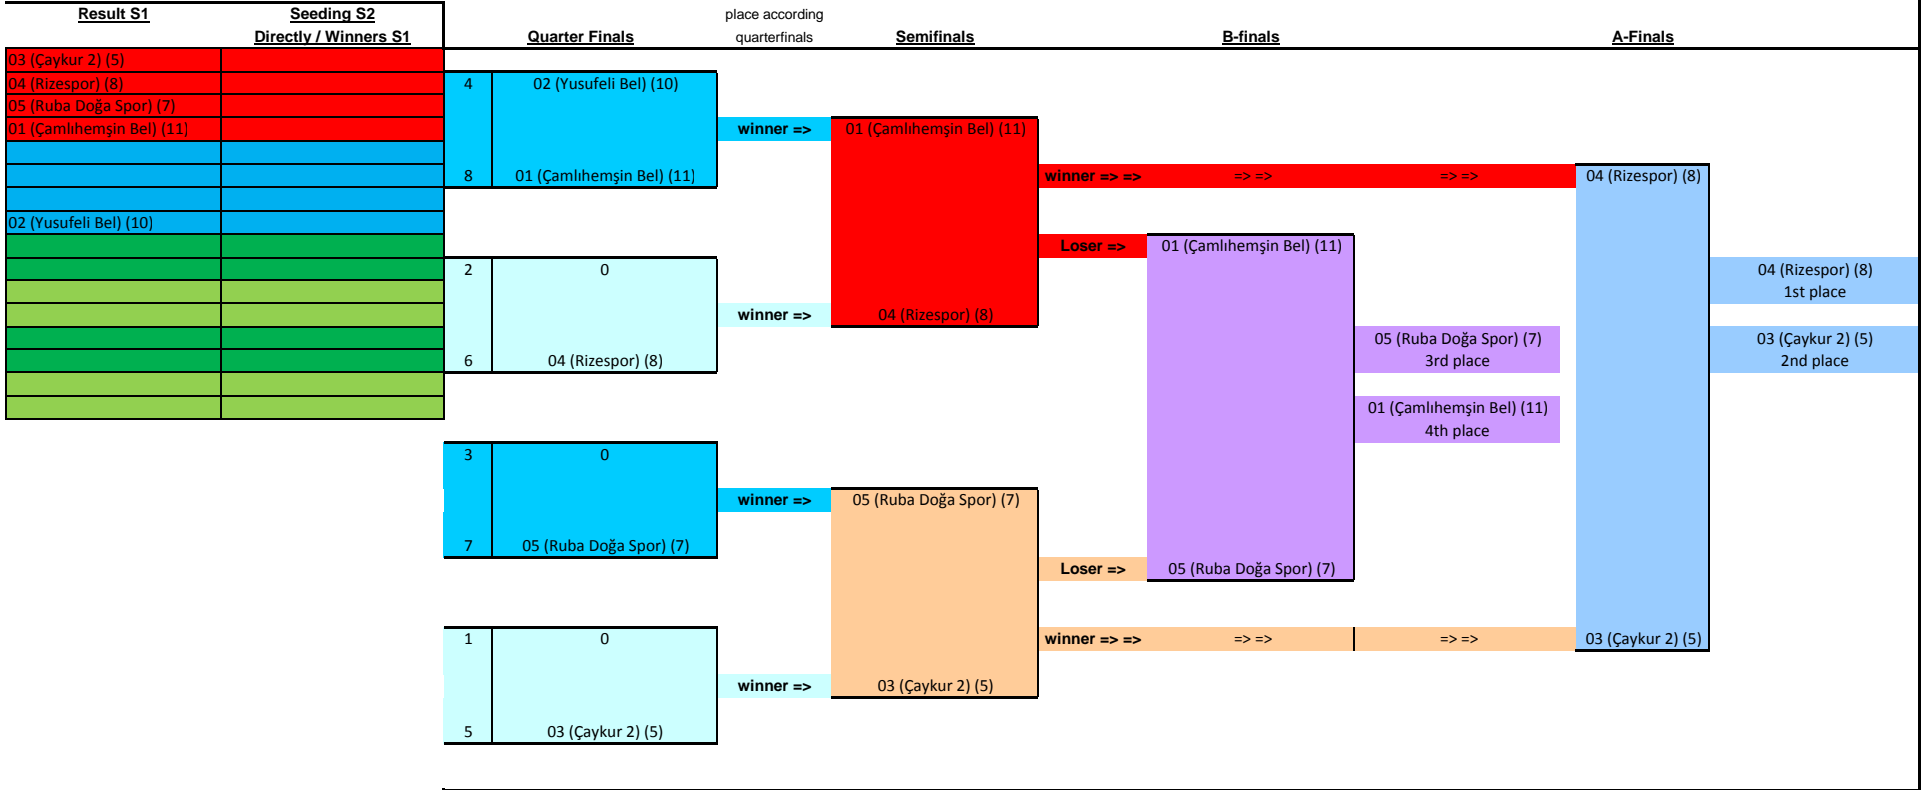 Result S1 Seeding S2 place according
Directly / Winners S1 Quarter Finals quarterfinals Semifinals B-finals A-Finals
03 (Çaykur 2) (5)
04 (Rizespor) (8) 4 02 (Yusufeli Bel) (10)
05 (Ruba Doğa Spor) (7)
01 (Çamlıhemşin Bel) (11) winner => 01 (Çamlıhemşin Bel) (11)
8 01 (Çamlıhemşin Bel) (11) winner => => => => => => 04 (Rizespor) (8)
02 (Yusufeli Bel) (10)
Loser => 01 (Çamlıhemşin Bel) (11)
2 0 04 (Rizespor) (8)
1st place
winner => 04 (Rizespor) (8)
05 (Ruba Doğa Spor) (7) 03 (Çaykur 2) (5)
6 04 (Rizespor) (8) 3rd place 2nd place
01 (Çamlıhemşin Bel) (11)
4th place
3 0
winner => 05 (Ruba Doğa Spor) (7)
7 05 (Ruba Doğa Spor) (7)
Loser => 05 (Ruba Doğa Spor) (7)
1 0 winner => => => => => => 03 (Çaykur 2) (5)
winner => 03 (Çaykur 2) (5)
5 03 (Çaykur 2) (5)